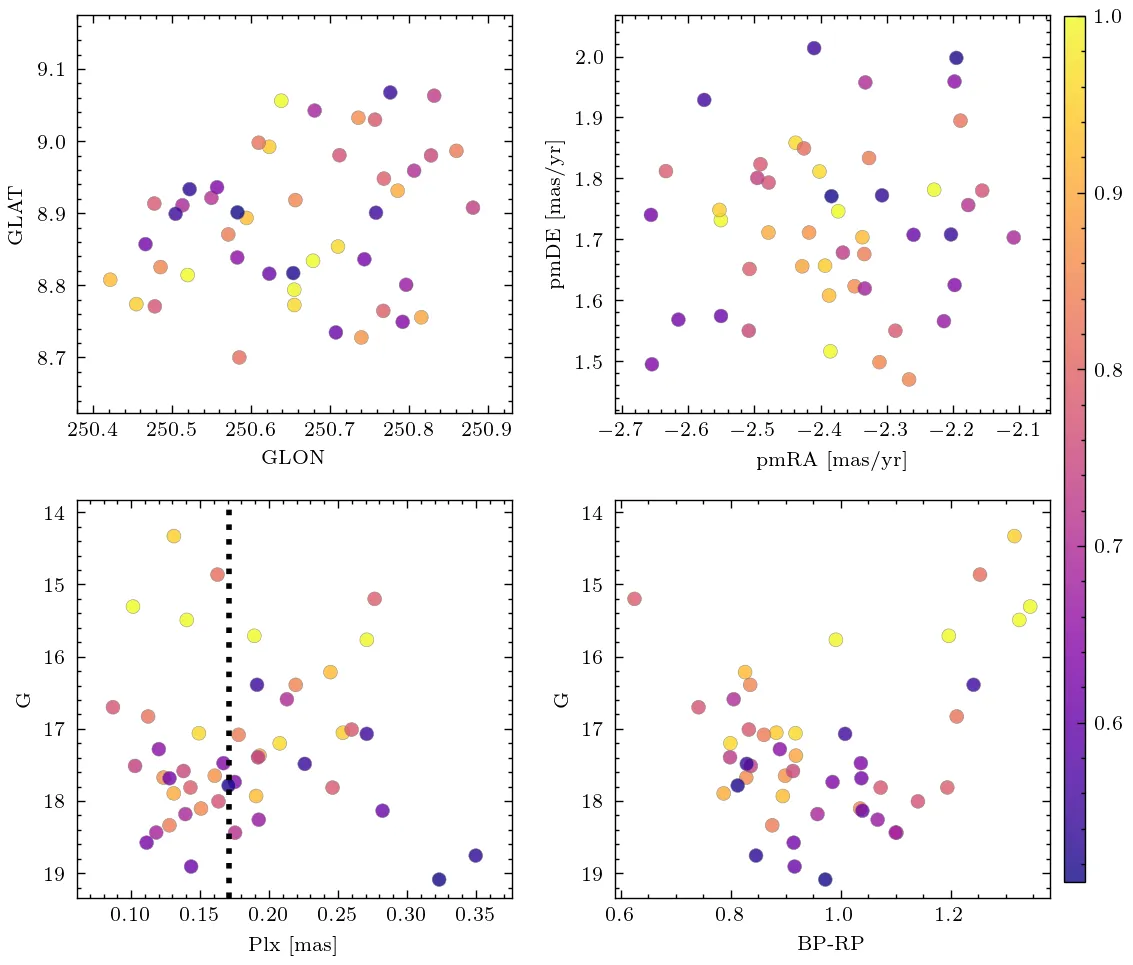 9.1
9.0
8.9
8.8
8.7
GLAT
250.4 250.5 250.6 250.7 250.8 250.9
GLON
2.0
1.9
1.8
1.7
1.6
1.5
pmDE [mas/yr]
−2.7 −2.6 −2.5 −2.4 −2.3 −2.2 −2.1
pmRA [mas/yr]
1.0
0.9
0.8
0.7
0.6
14
15
16
17
18
19
G
0.10 0.15 0.20 0.25 0.30 0.35
Plx [mas]
14
15
16
17
18
19
G
0.6 0.8 1.0 1.2
BP-RP